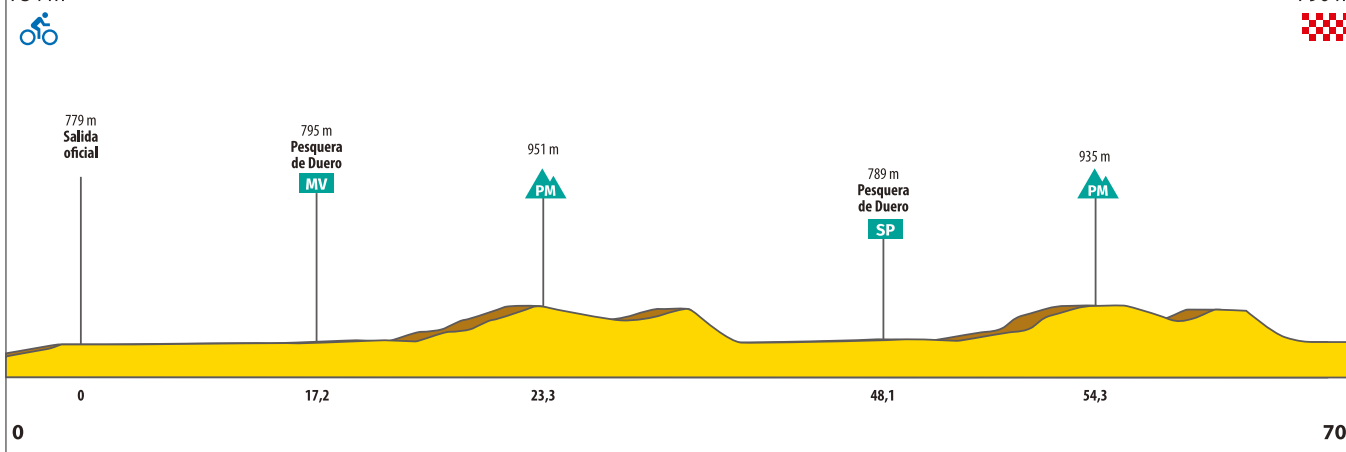 779 m
Salida
oficial
795 m
Pesquera
de Duero
MV
951 m
PM
789 m
Pesquera
de Duero
SP
935 m
PM
0
17,2
23,3
48,1
54,3
0
70